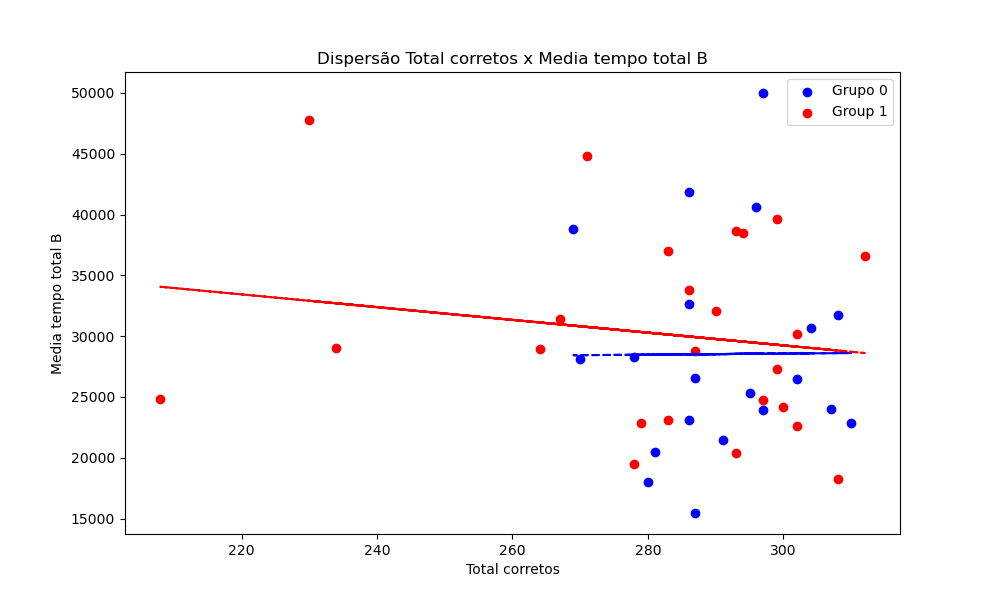 Dispersão Total corretos x Media tempo total B
Grupo 0
Group 1
Media tempo total B
50000
45000
40000
35000
30000
25000
20000
15000
220 240 260 280 300
Total corretos